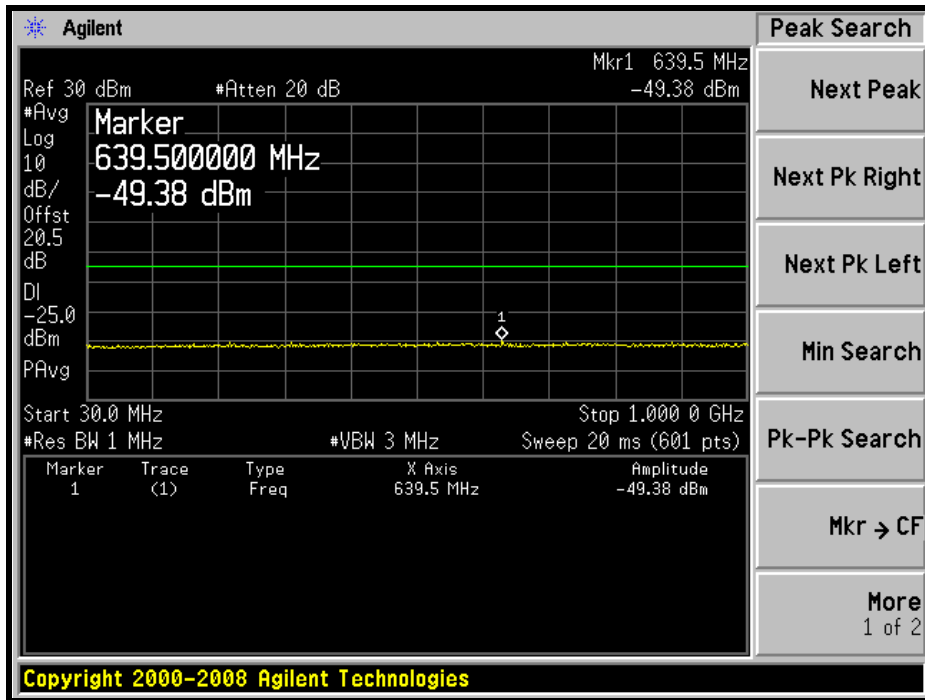 Agilent
Peak Search
Mkr1 639.5 MHz
Ref 30 dBm #Atten 20 dB -49.38 dBm
#Avg
Log
10
dB/
Offst
20.5
dB
DI
-25.0
dBm
PAvg
Marker
639.500000 MHz
-49.38 dBm
1
Start 30.0 MHz Stop 1.000 0 GHz
#Res BW 1 MHz #VBW 3 MHz Sweep 20 ms (601 pts)
Marker Trace Type X Axis Amplitude
1 (1) Freq 639.5 MHz -49.38 dBm
Next Peak
Next Pk Right
Next Pk Left
Min Search
Pk-Pk Search
Mkr → CF
More
1 of 2
Copyright 2000-2008 Agilent Technologies